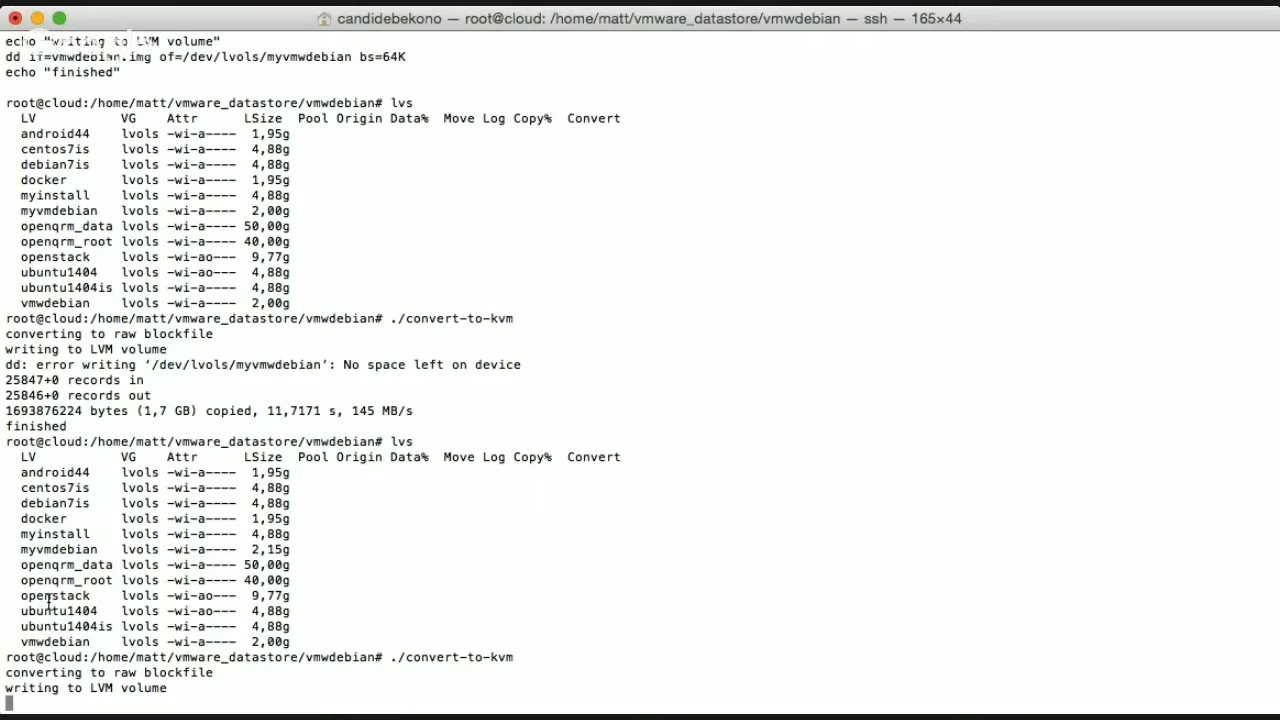 candidebekono — root@cloud: /home/matt/vmware_datastore/vmwdebian — ssh — 165×44
echo "writing to LVM volume"
dd if=vmwdebian.img of=/dev/lvols/myvmwdebian bs=64K
echo "finished"
root@cloud:/home/matt/vmware_datastore/vmwdebian# lvs
LV VG Attr LSize Pool Origin Data% Move Log Copy% Convert
android44 lvols -wi-a---- 1,95g
centos7is lvols -wi-a---- 4,88g
debian7is lvols -wi-a---- 4,88g
docker lvols -wi-a---- 1,95g
myinstall lvols -wi-a---- 4,88g
myvmdebian lvols -wi-a---- 2,00g
openqrm_data lvols -wi-a---- 50,00g
openqrm_root lvols -wi-a---- 40,00g
openstack lvols -wi-ao--- 9,77g
ubuntu1404 lvols -wi-a---- 4,88g
ubuntu1404is lvols -wi-a---- 4,88g
vmwdebian lvols -wi-a---- 2,00g
root@cloud:/home/matt/vmware_datastore/vmwdebian# ./convert-to-kvm
converting to raw blockfile
writing to LVM volume
dd: error writing ‘/dev/lvols/myvmwdebian’: No space left on device
25847+0 records in
25846+0 records out
1693876224 bytes (1,7 GB) copied, 11,7171 s, 145 MB/s
finished
root@cloud:/home/matt/vmware_datastore/vmwdebian# lvs
LV VG Attr LSize Pool Origin Data% Move Log Copy% Convert
android44 lvols -wi-a---- 1,95g
centos7is lvols -wi-a---- 4,88g
debian7is lvols -wi-a---- 4,88g
docker lvols -wi-a---- 1,95g
myinstall lvols -wi-a---- 4,88g
myvmdebian lvols -wi-a---- 2,15g
openqrm_data lvols -wi-a---- 50,00g
openqrm_root lvols -wi-a---- 40,00g
openstack lvols -wi-ao--- 9,77g
ubuntu1404 lvols -wi-a---- 4,88g
ubuntu1404is lvols -wi-a---- 4,88g
vmwdebian lvols -wi-a---- 2,00g
root@cloud:/home/matt/vmware_datastore/vmwdebian# ./convert-to-kvm
converting to raw blockfile
writing to LVM volume